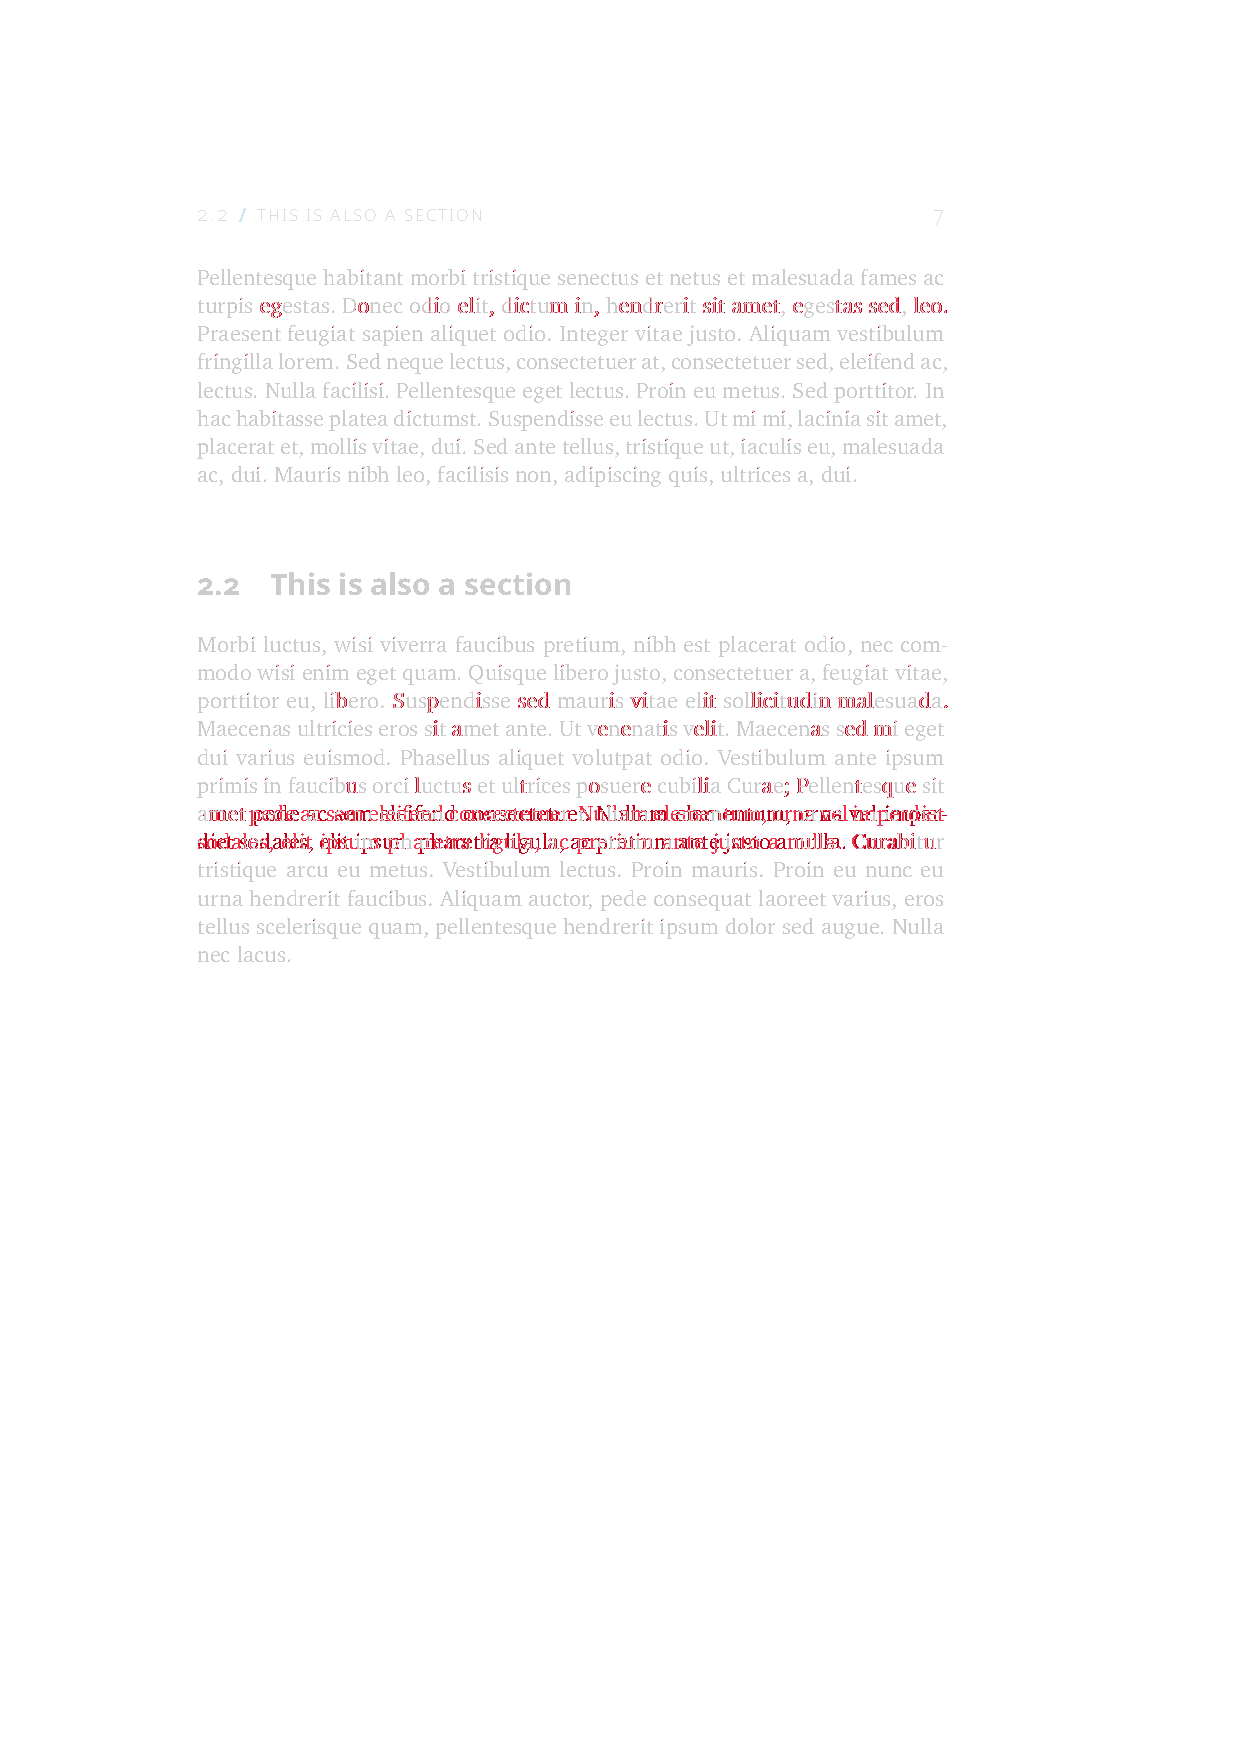 2.2 / THIS IS ALSO A SECTION 7
Pellentesque habitant morbi tristique senectus et netus et malesuada fames ac
turpis egestas. Donec odio elit, dictum in, hendrerit sit amet, egestas sed, leo.
Praesent feugiat sapien aliquet odio. Integer vitae justo. Aliquam vestibulum
fringilla lorem. Sed neque lectus, consectetuer at, consectetuer sed, eleifend ac,
lectus. Nulla facilisi. Pellentesque eget lectus. Proin eu metus. Sed porttitor. In
hac habitasse platea dictumst. Suspendisse eu lectus. Ut mi mi, lacinia sit amet,
placerat et, mollis vitae, dui. Sed ante tellus, tristique ut, iaculis eu, malesuada
ac, dui. Mauris nibh leo, facilisis non, adipiscing quis, ultrices a, dui.
2.2 This is also a section
Morbi luctus, wisi viverra faucibus pretium, nibh est placerat odio, nec com-
modo wisi enim eget quam. Quisque libero justo, consectetuer a, feugiat vitae,
porttitor eu, libero. Suspendisse sed mauris vitae elit sollicitudin malesuada.
Maecenas ultricies eros sit amet ante. Ut venenatis velit. Maecenas sed mi eget
dui varius euismod. Phasellus aliquet volutpat odio. Vestibulum ante ipsum
primis in faucibus orci luctus et ultrices posuere cubilia Curae; Pellentesque sit
Curabitur
tristique arcu eu metus. Vestibulum lectus. Proin mauris. Proin eu nunc eu
urna hendrerit faucibus. Aliquam auctor, pede consequat laoreet varius, eros
tellus scelerisque quam, pellentesque hendrerit ipsum dolor sed augue. Nulla
nec lacus.